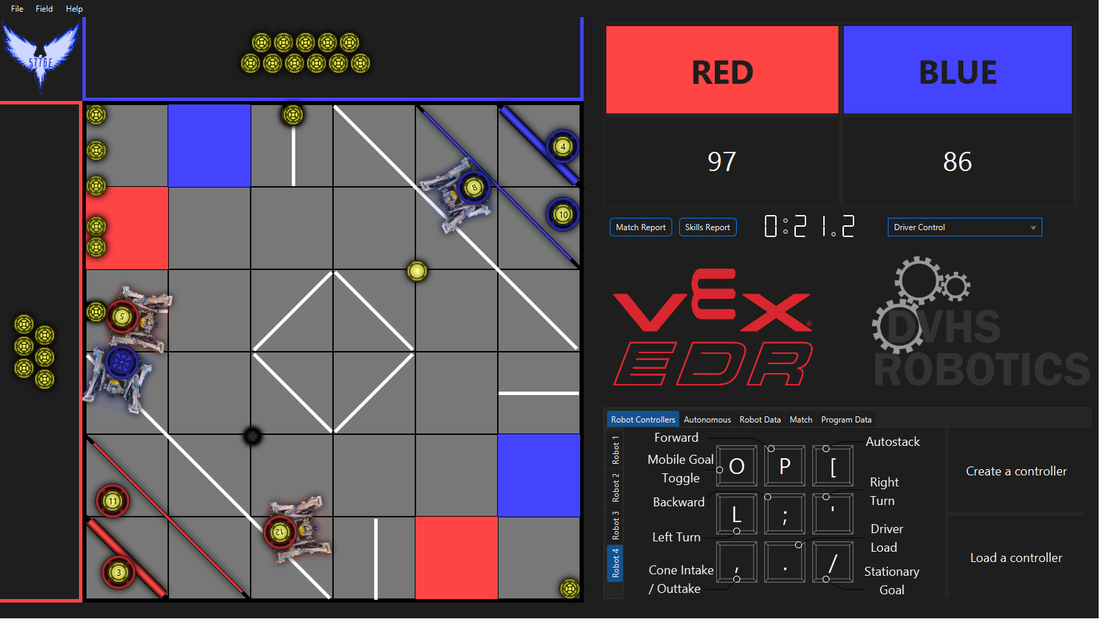 File Field Help
5776E
RED BLUE
97 86
Match Report Skills Report 0:21.2 Driver Control
4
8
10
1
5
11
12
3
VEX
EDR
DVHS
ROBOTICS
Robot Controllers Autonomous Robot Data Match Program Data
Robot 1
Robot 2
Robot 3
Robot 4
Forward
Mobile Goal
Toggle
Backward
Left Turn
Cone Intake
/ Outtake
O P [
L ; '
, . /
Autostack
Right
Turn
Driver
Load
Stationary
Goal
Create a controller
Load a controller